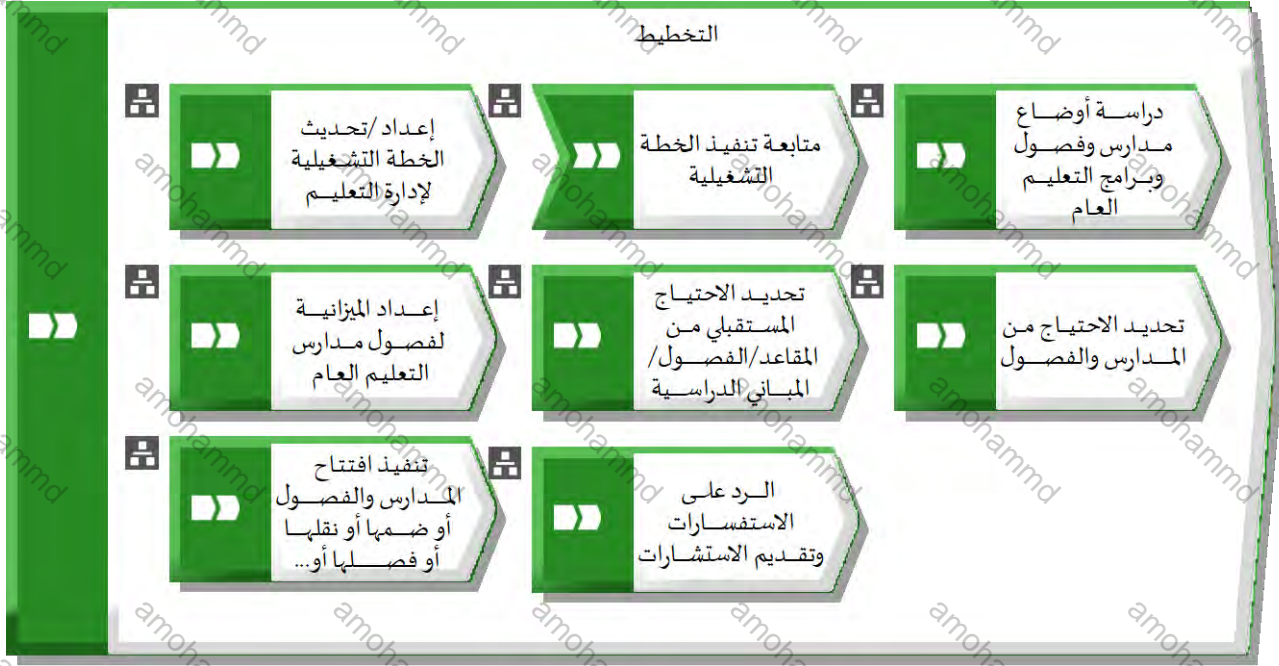 التخطيط
إعداد /تحديث
الخطة التشغيلية
لإدارة التعليم
متابعة تنفيذ الخطة
التشغيلية
دراسة أوضاع
مدارس وفصول
وبرامج التعليم
العام
إعداد الميزانية
لفصول مدارس
التعليم العام
تحديد الاحتياج
المستقبلي من
المقاعد/الفصول/
المباني الدراسية
تحديد الاحتياج من
المدارس والفصول
تنفيذ افتتاح
المدارس والفصول
أو ضمها أو نقلها
أو فصلها أو...
الرد على
الاستفسارات
وتقديم الاستشارات
amohammd